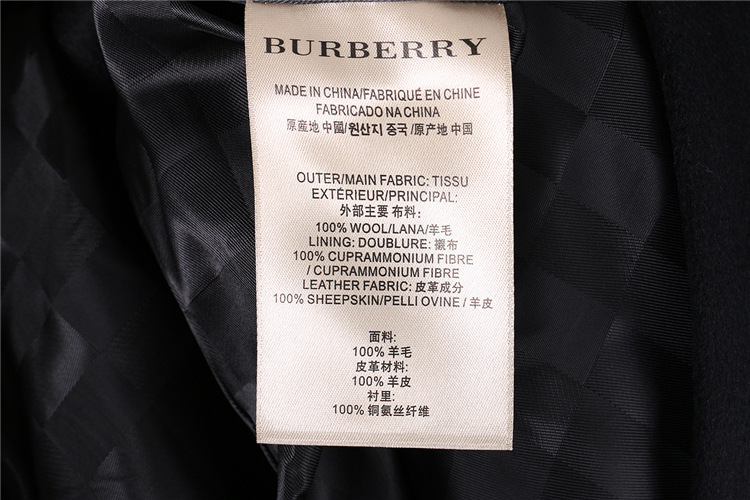 BURBERRY
MADE IN CHINA/FABRIQUÉ EN CHINE
FABRICADO NA CHINA
原産地 中國/원산지 중국 /原产地 中国
OUTER/MAIN FABRIC: TISSU
EXTÉRIEUR/PRINCIPAL:
外部主要 布料:
100% WOOL/LANA/羊毛
LINING: DOUBLURE: 襯布
100% CUPRAMMONIUM FIBRE
/ CUPRAMMONIUM FIBRE
LEATHER FABRIC: 皮革成分
100% SHEEPSKIN/PELLI OVINE / 羊皮
面料:
100% 羊毛
皮革材料:
100% 羊皮
衬里:
100% 铜氨丝纤维